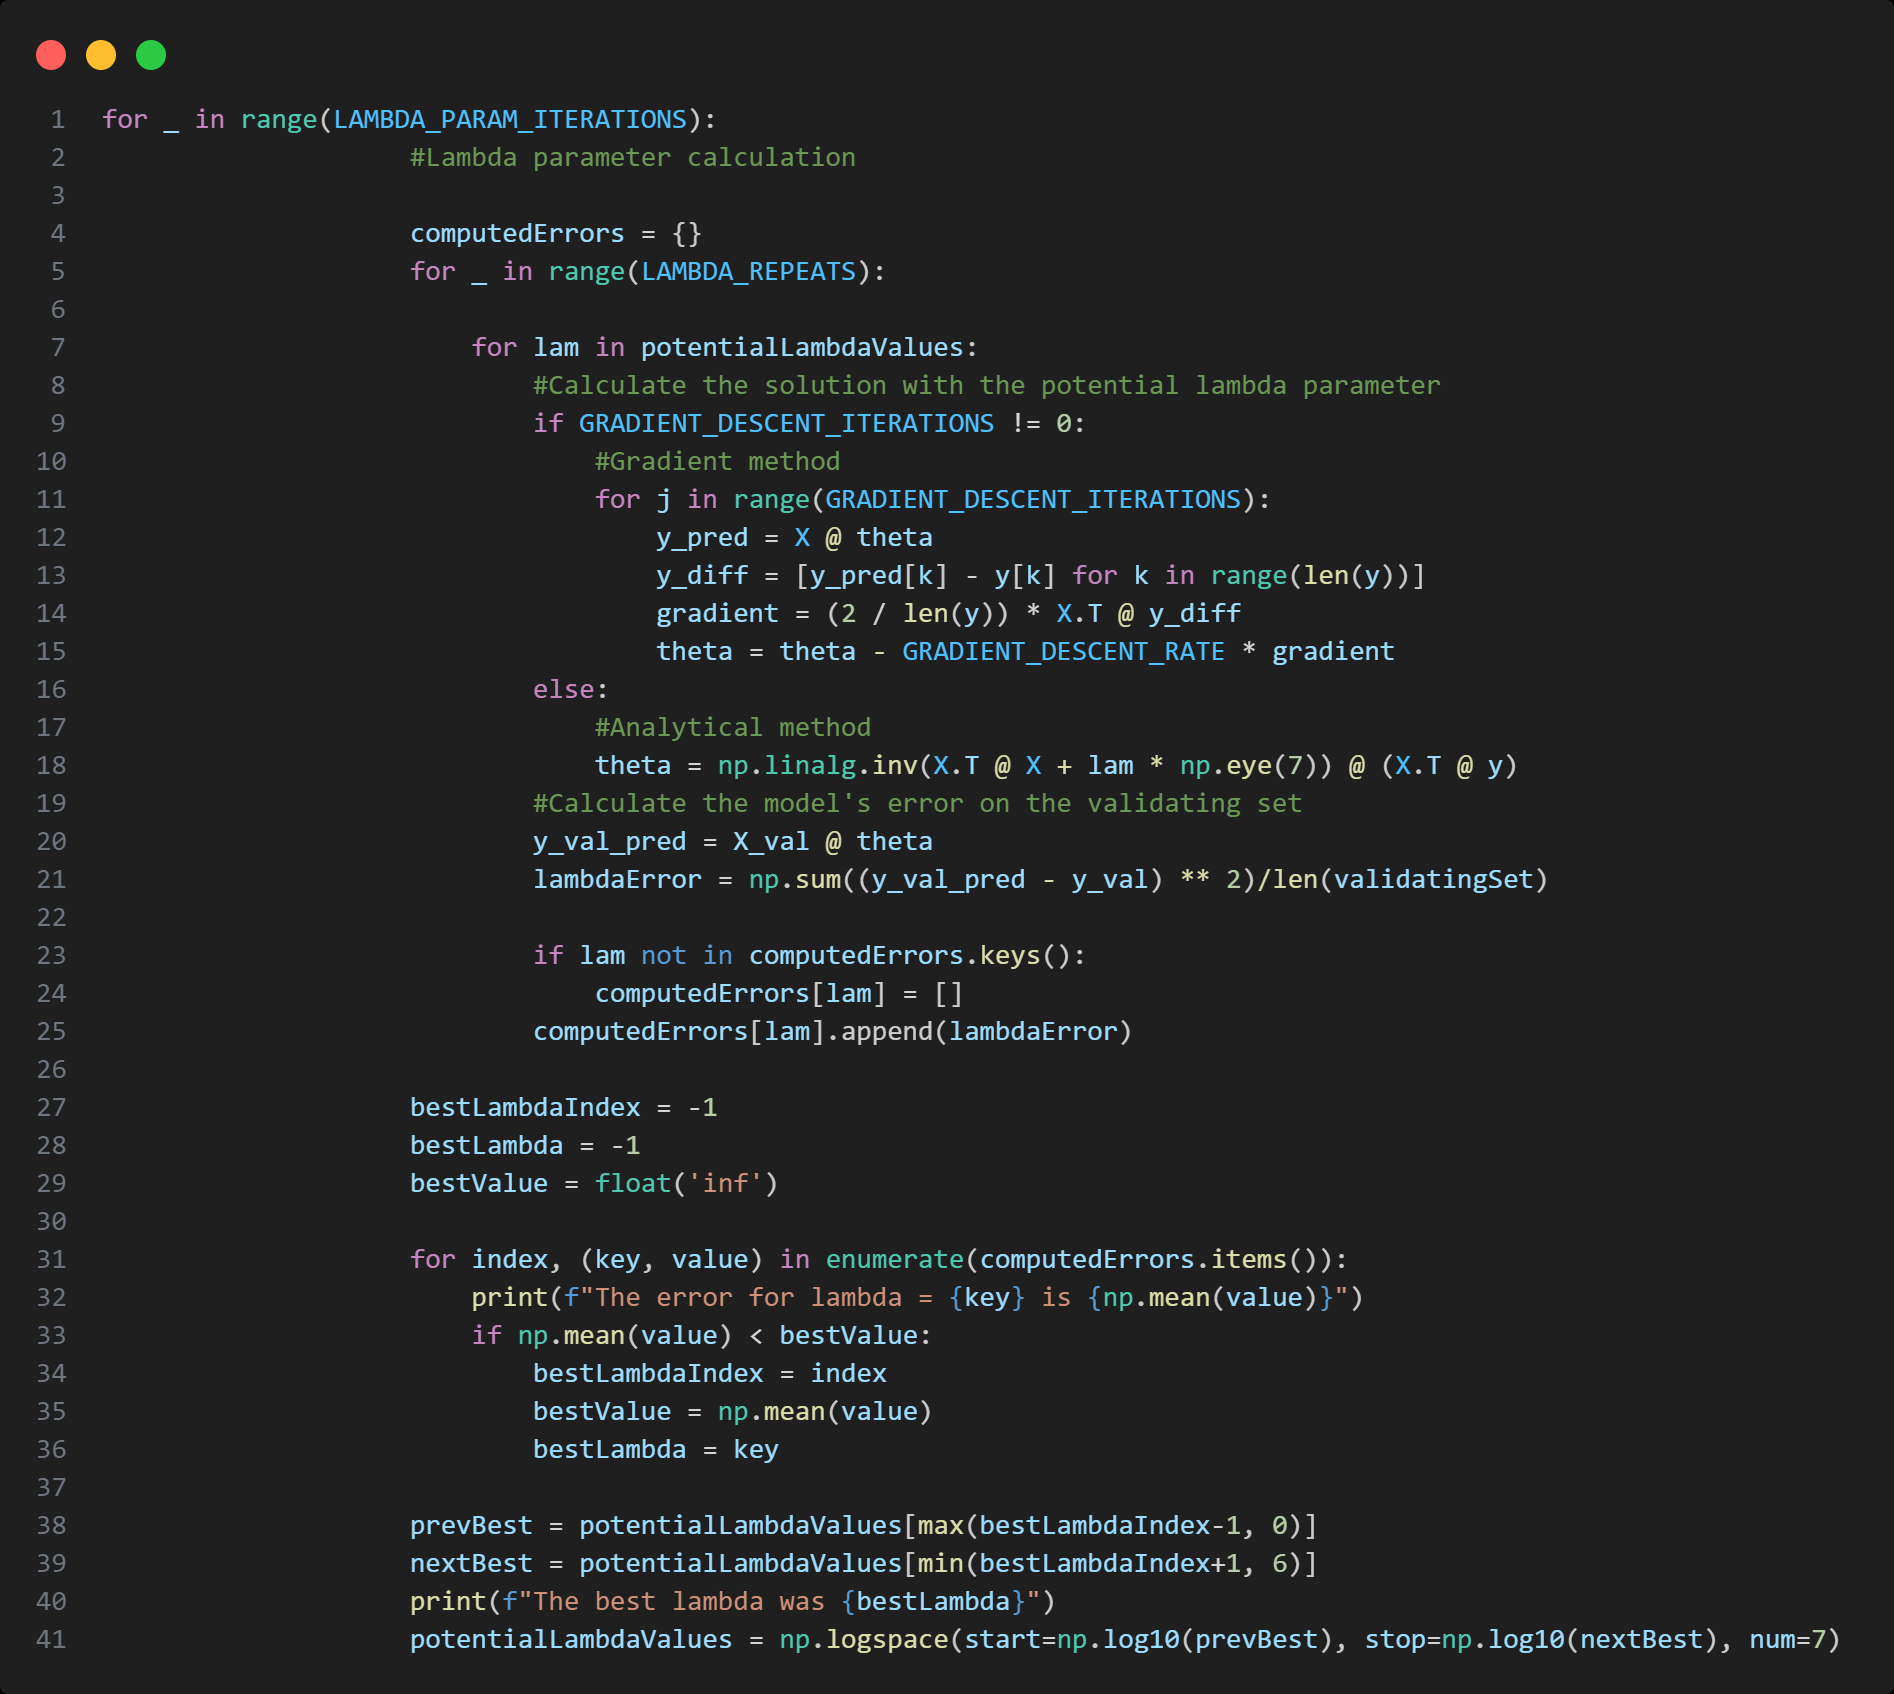 1 for _ in range(LAMBDA_PARAM_ITERATIONS):
2                     #Lambda parameter calculation
3
4                     computedErrors = {}
5                     for _ in range(LAMBDA_REPEATS):
6
7                         for lam in potentialLambdaValues:
8                             #Calculate the solution with the potential lambda parameter
9                             if GRADIENT_DESCENT_ITERATIONS != 0:
10                                 #Gradient method
11                                 for j in range(GRADIENT_DESCENT_ITERATIONS):
12                                     y_pred = X @ theta
13                                     y_diff = [y_pred[k] - y[k] for k in range(len(y))]
14                                     gradient = (2 / len(y)) * X.T @ y_diff
15                                     theta = theta - GRADIENT_DESCENT_RATE * gradient
16                             else:
17                                 #Analytical method
18                                 theta = np.linalg.inv(X.T @ X + lam * np.eye(7)) @ (X.T @ y)
19                             #Calculate the model's error on the validating set
20                             y_val_pred = X_val @ theta
21                             lambdaError = np.sum((y_val_pred - y_val) ** 2)/len(validatingSet)
22
23                             if lam not in computedErrors.keys():
24                                 computedErrors[lam] = []
25                             computedErrors[lam].append(lambdaError)
26
27                     bestLambdaIndex = -1
28                     bestLambda = -1
29                     bestValue = float('inf')
30
31                     for index, (key, value) in enumerate(computedErrors.items()):
32                         print(f"The error for lambda = {key} is {np.mean(value)}")
33                         if np.mean(value) < bestValue:
34                             bestLambdaIndex = index
35                             bestValue = np.mean(value)
36                             bestLambda = key
37
38                     prevBest = potentialLambdaValues[max(bestLambdaIndex-1, 0)]
39                     nextBest = potentialLambdaValues[min(bestLambdaIndex+1, 6)]
40                     print(f"The best lambda was {bestLambda}")
41                     potentialLambdaValues = np.logspace(start=np.log10(prevBest), stop=np.log10(nextBest), num=7)